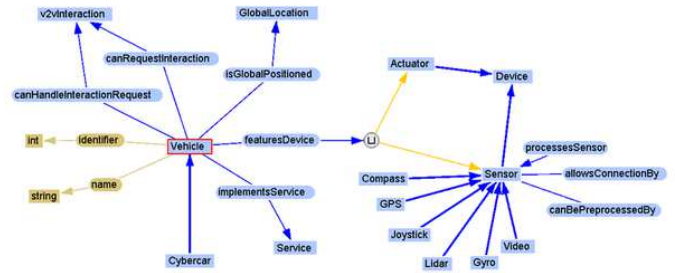 v2vInteraction
GlobalLocation
canRequestInteraction
isGlobalPositioned
canHandleInteractionRequest
Actuator
Device
int
identifier
Vehicle
featuresDevice
⊔
processesSensor
name
string
implementsService
Compass
Sensor
allowsConnectionBy
GPS
canBePreprocessedBy
Joystick
Video
Service
Cybercar
Lidar
Gyro